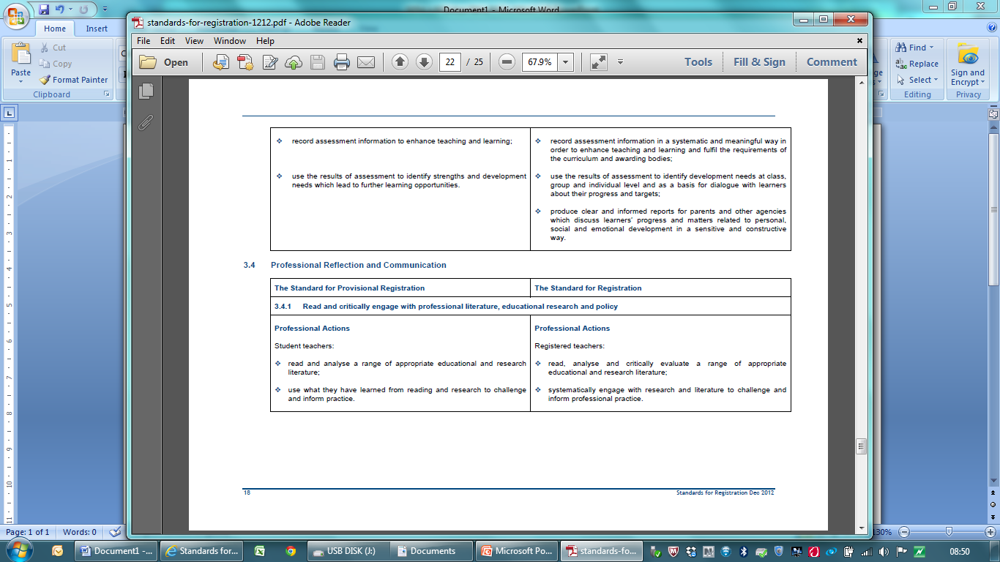 Document1 - Microsoft Word
Home Insert
Paste
Cut
Copy
Format Painter
Clipboard
Find
Replace
Select
Editing
Sign and
Encrypt
Privacy
standards-for-registration-1212.pdf - Adobe Reader
File Edit View Window Help
Open 22 / 25 67.9% Tools Fill & Sign Comment
❖ record assessment information to enhance teaching and learning;
❖ use the results of assessment to identify strengths and development
needs which lead to further learning opportunities.
❖ record assessment information in a systematic and meaningful way in
order to enhance teaching and learning and fulfil the requirements of
the curriculum and awarding bodies;
❖ use the results of assessment to identify development needs at class,
group and individual level and as a basis for dialogue with learners
about their progress and targets;
❖ produce clear and informed reports for parents and other agencies
which discuss learners' progress and matters related to personal,
social and emotional development in a sensitive and constructive
way.
3.4 Professional Reflection and Communication
The Standard for Provisional Registration
The Standard for Registration
3.4.1 Read and critically engage with professional literature, educational research and policy
Professional Actions
Student teachers:
❖ read and analyse a range of appropriate educational and research
literature;
❖ use what they have learned from reading and research to challenge
and inform practice.
Professional Actions
Registered teachers:
❖ read, analyse and critically evaluate a range of appropriate
educational and research literature;
❖ systematically engage with research and literature to challenge and
inform professional practice.
18 Standards for Registration Dec 2012
Page: 1 of 1 Words: 0 130%
Document1 -... Standards for... USB DISK (J:) Documents Microsoft Po... standards-fo... 08:50